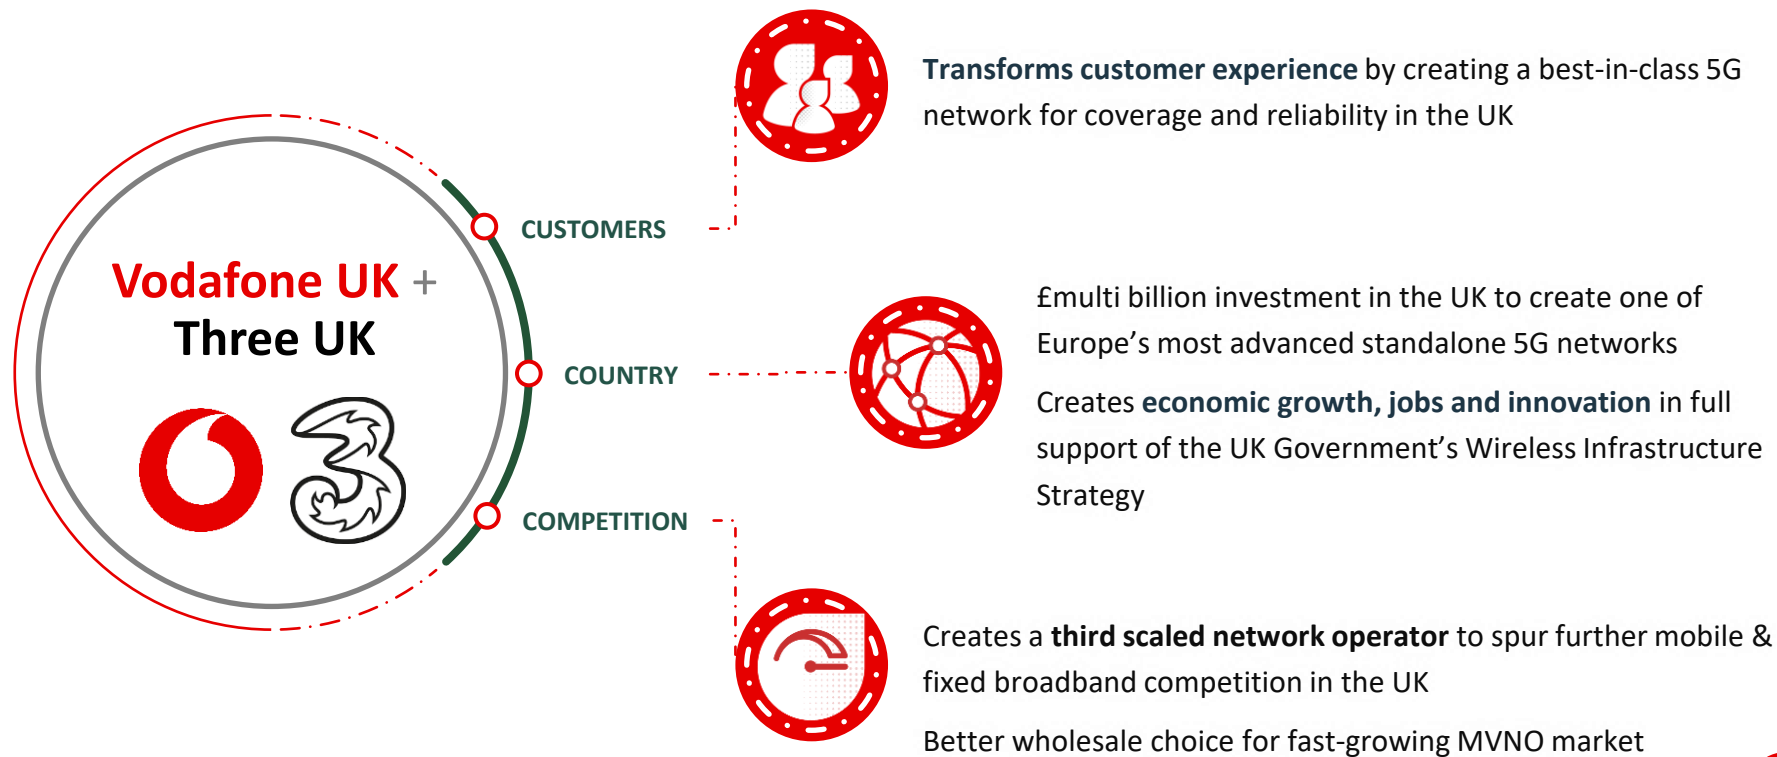 Vodafone UK +
Three UK
CUSTOMERS
Transforms customer experience by creating a best-in-class 5G
network for coverage and reliability in the UK
COUNTRY
£multi billion investment in the UK to create one of
Europe's most advanced standalone 5G networks
Creates economic growth, jobs and innovation in full
support of the UK Government's Wireless Infrastructure
Strategy
COMPETITION
Creates a third scaled network operator to spur further mobile &
fixed broadband competition in the UK
Better wholesale choice for fast-growing MVNO market